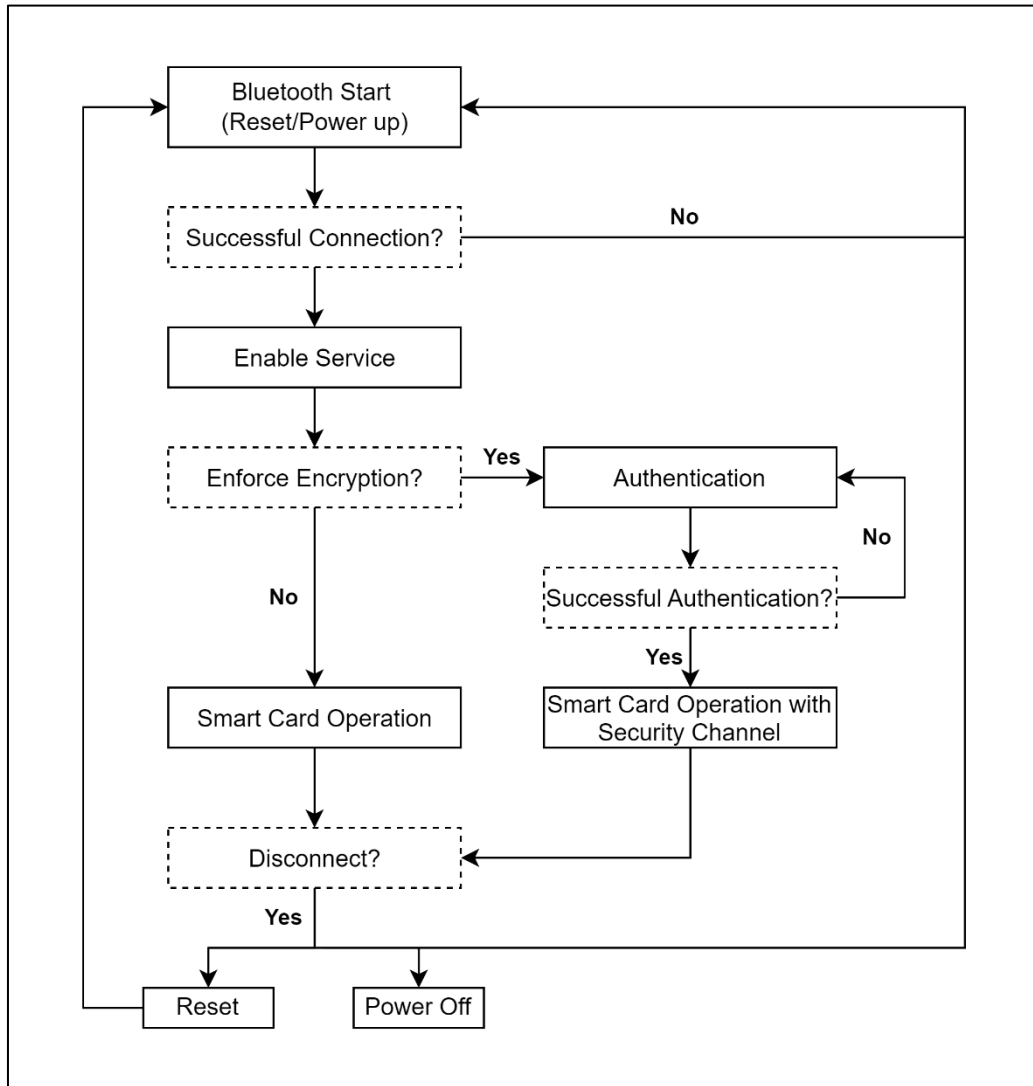 Bluetooth Start
(Reset/Power up)
Successful Connection?
No
Enable Service
Enforce Encryption?
Yes
Authentication
No
No
Successful Authentication?
Yes
Smart Card Operation
Smart Card Operation with
Security Channel
Disconnect?
Yes
Reset
Power Off